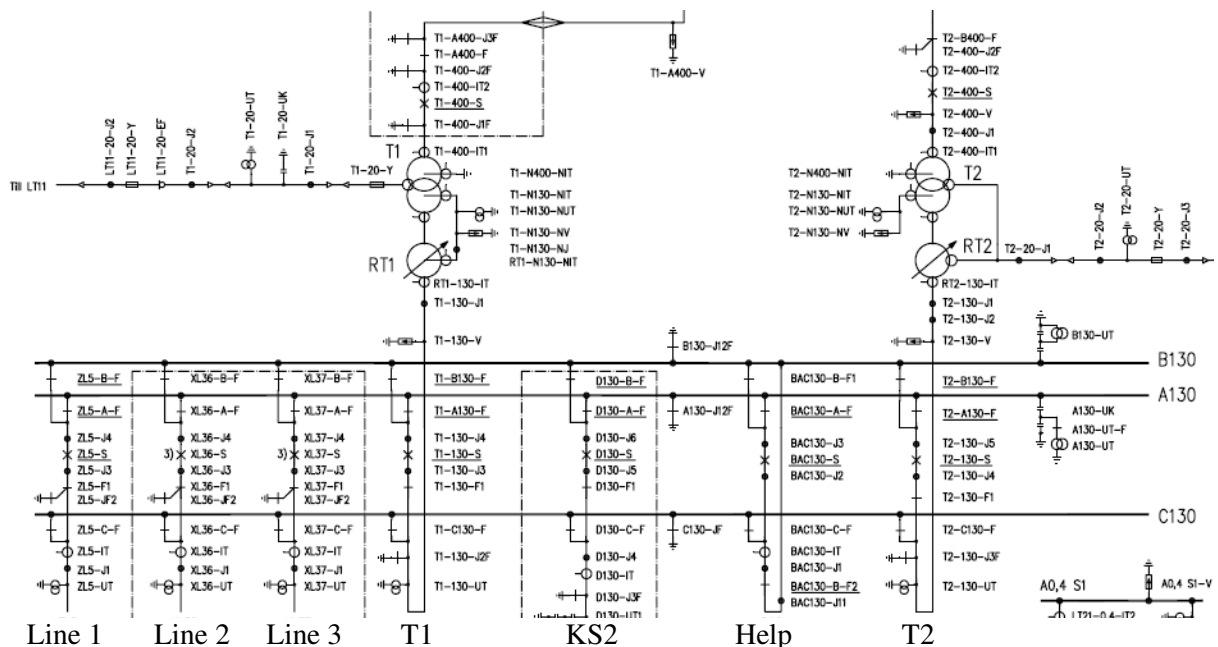 T1-A400-J3F
T1-A400-F
T1-400-J2F
T1-400-IT2
T1-400-S
T1-400-J1F
T1
T1-400-IT1
T1-A400-V
T2-B400-F
T2-400-J2F
T2-400-IT2
T2-400-S
T2-400-V
T2-400-J1
T2-400-IT1
LT11-20-J2
LT11-20-Y
LT11-20-EF
T1-20-J2
T1-20-UT
T1-20-UK
T1-20-J1
T1-20-Y
Till LT11
T1-N400-NIT
T1-N130-NIT
T1-N130-NUT
T1-N130-NV
T1-N130-NJ
RT1-N130-NIT
RT1
RT1-130-IT
T1-130-J1
T1-130-V
T2-N400-NIT
T2-N130-NIT
T2-N130-NUT
T2-N130-NV
T2
RT2
T2-20-J1
T2-20-J2
T2-20-UT
T2-20-Y
T2-20-J3
RT2-130-IT
T2-130-J1
T2-130-J2
T2-130-V
B130-J12F
B130-UT
B130
ZL5-B-F
XL36-B-F
XL37-B-F
T1-B130-F
D130-B-F
BAC130-B-F1
T2-B130-F
A130
ZL5-A-F
XL36-A-F
XL37-A-F
T1-A130-F
D130-A-F
A130-J12F
BAC130-A-F
T2-A130-F
A130-UK
A130-UT-F
A130-UT
ZL5-J4
ZL5-S
ZL5-J3
ZL5-F1
ZL5-JF2
XL36-J4
3)
XL36-S
XL36-J3
XL36-F1
XL36-JF2
XL37-J4
3)
XL37-S
XL37-J3
XL37-F1
XL37-JF2
T1-130-J4
T1-130-S
T1-130-J3
T1-130-F1
D130-J6
D130-S
D130-J5
D130-F1
BAC130-J3
BAC130-S
BAC130-J2
T2-130-J5
T2-130-S
T2-130-J4
T2-130-F1
C130
ZL5-C-F
ZL5-IT
ZL5-J1
ZL5-UT
XL36-C-F
XL36-IT
XL36-J1
XL36-UT
XL37-C-F
XL37-IT
XL37-J1
XL37-UT
T1-C130-F
T1-130-J2F
T1-130-UT
D130-C-F
D130-J4
D130-IT
D130-J3F
D130-UT1
C130-JF
BAC130-C-F
BAC130-IT
BAC130-J1
BAC130-B-F2
BAC130-J11
T2-C130-F
T2-130-J3F
T2-130-UT
A0,4 S1
A0,4 S1-V
LT21-0,4-IT2
Line 1
Line 2
Line 3
T1
KS2
Help
T2